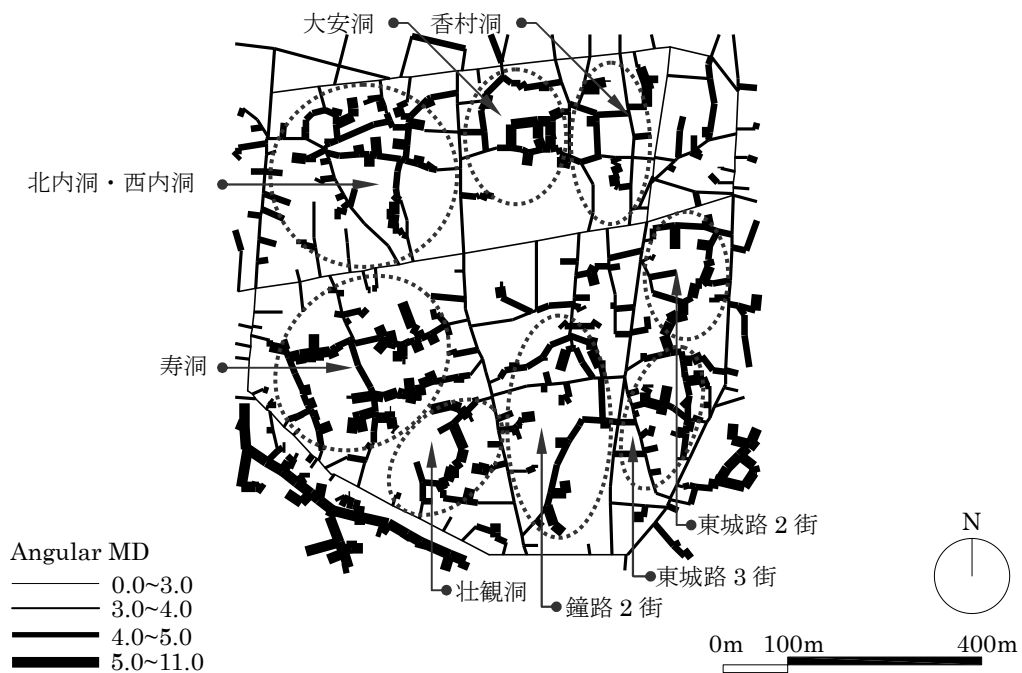 大安洞
香村洞
北内洞・西内洞
寿洞
東城路 2 街
東城路 3 街
壮観洞
鐘路 2 街
N
Angular MD
0.0~3.0
3.0~4.0
4.0~5.0
5.0~11.0
0m 100m 400m